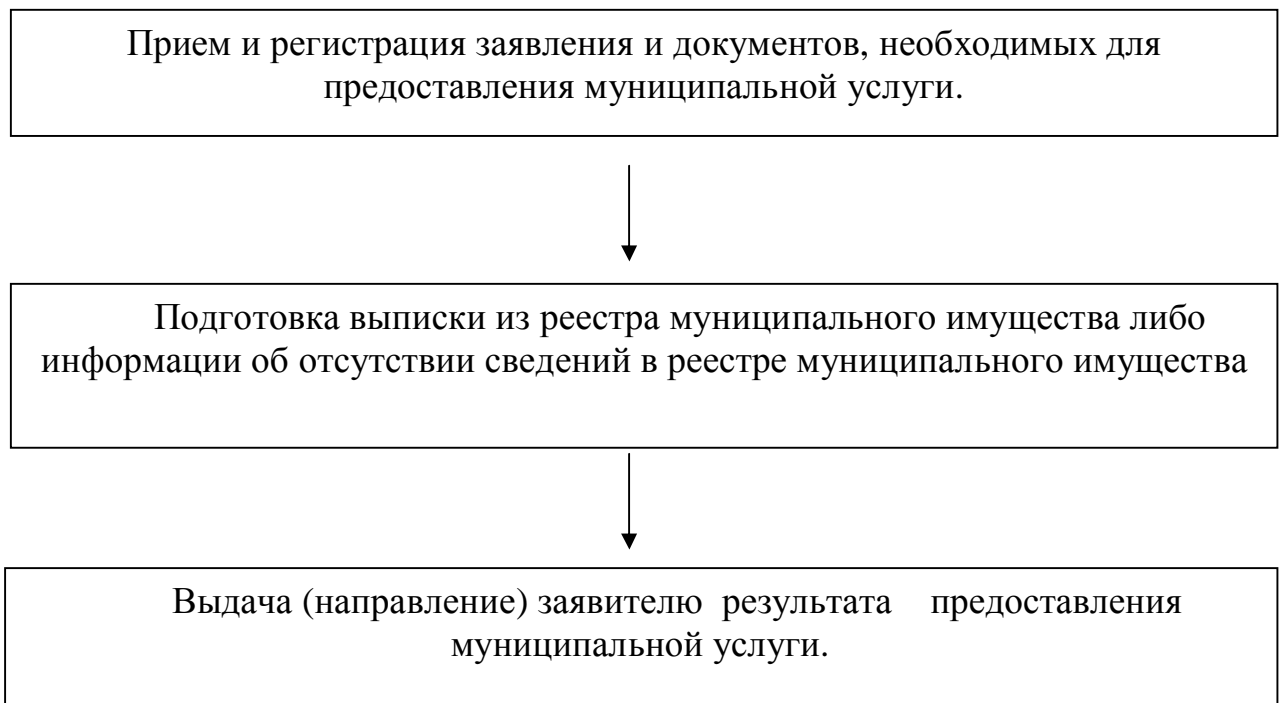 Прием и регистрация заявления и документов, необходимых для
предоставления муниципальной услуги.
Подготовка выписки из реестра муниципального имущества либо
информации об отсутствии сведений в реестре муниципального имущества
Выдача (направление) заявителю результата предоставления
муниципальной услуги.